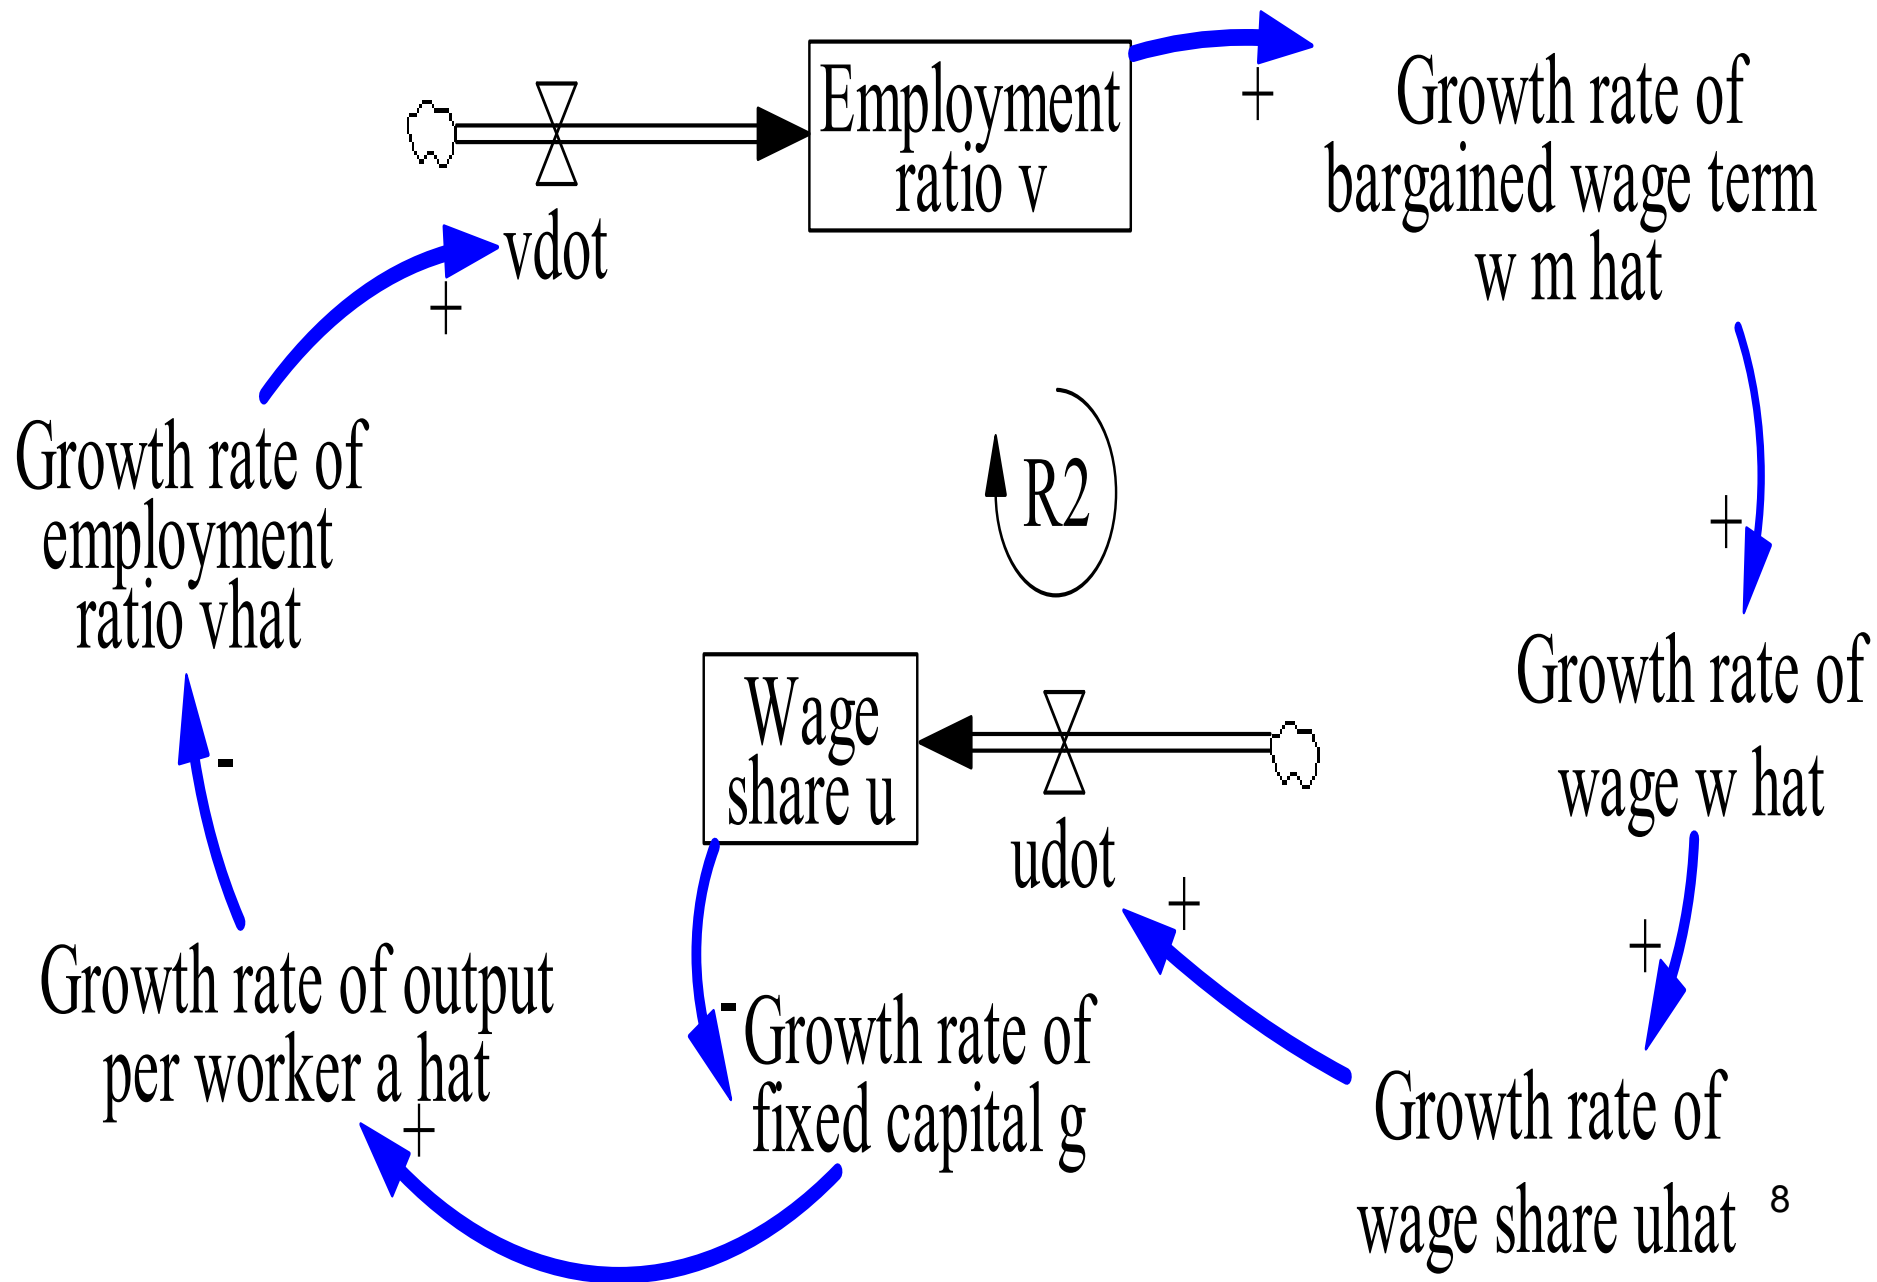 Employment
ratio v
+
Growth rate of
bargained wage term
w m hat
vdot
+
Growth rate of
employment
ratio vhat
R2
+
Growth rate of
wage w hat
Wage
share u
udot
-
+
+
Growth rate of output
per worker a hat
+
-
Growth rate of
fixed capital g
Growth rate of
wage share uhat
8